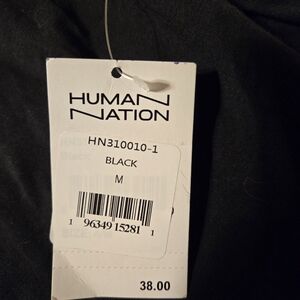 HUMAN
NATION
HN310010-1
BLACK
M
1 96349 15281 1
38.00